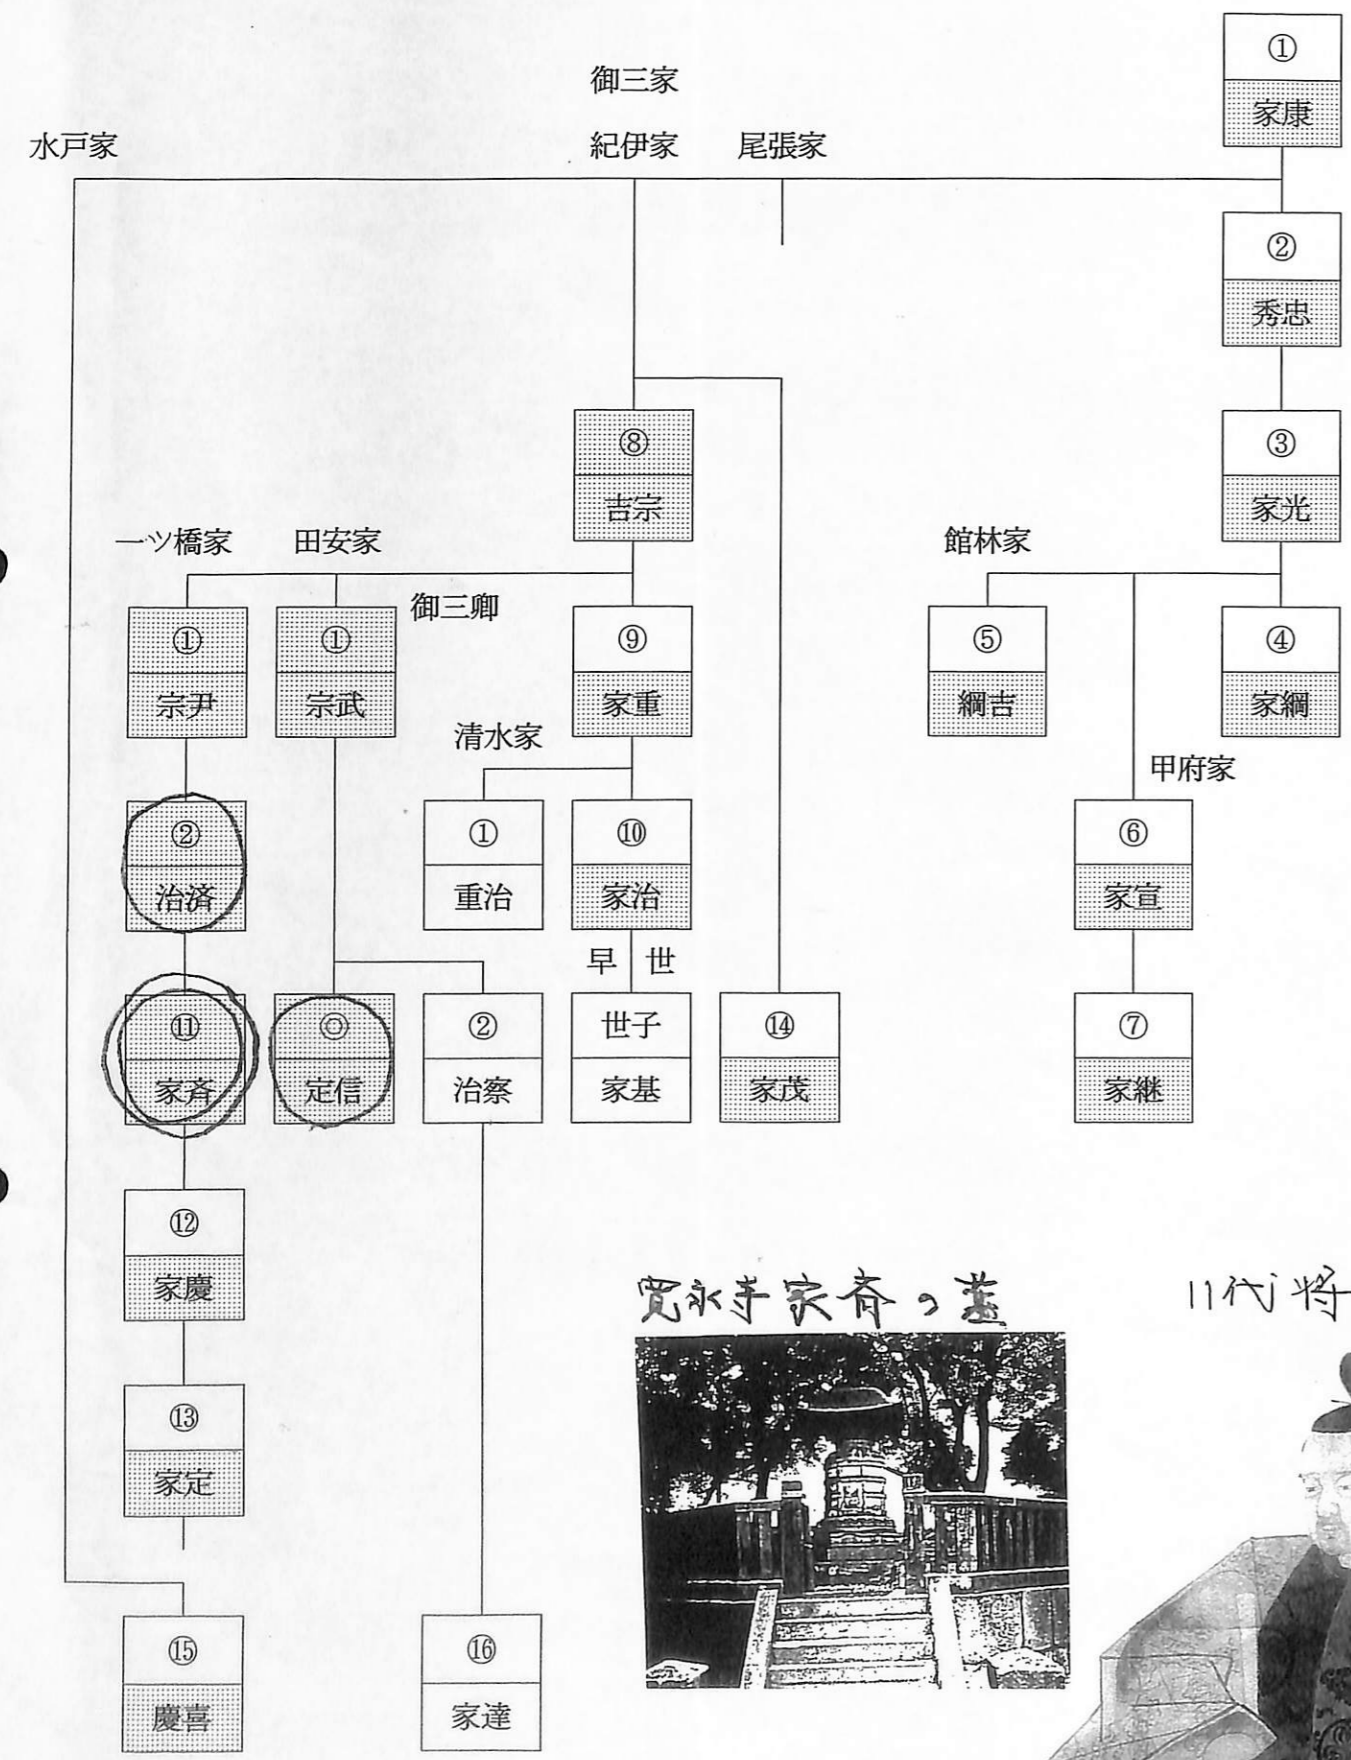 ①
家康
御三家
水戸家 紀伊家 尾張家
②
秀忠
⑧
吉宗
③
家光
一ツ橋家 田安家 館林家
御三卿
①
宗尹
①
宗武
⑨
家重
⑤
綱吉
④
家綱
清水家
甲府家
②
治済
①
重治
⑩
家治
⑥
家宣
早 世
⑪
家斉
◎
定信
②
治察
世子
家基
⑭
家茂
⑦
家継
⑫
家慶
寛永寺家斉の墓
11代将
⑬
家定
⑮
慶喜
⑯
家達